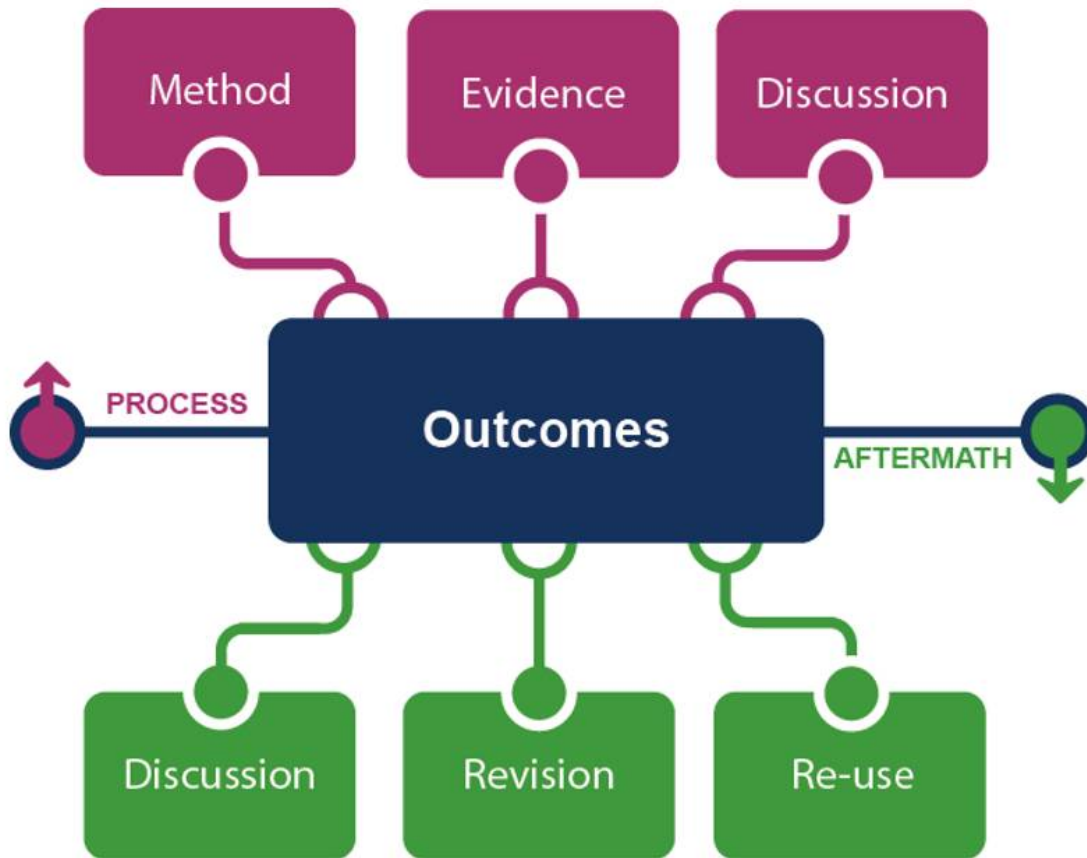 Method
Evidence
Discussion
PROCESS
Outcomes
AFTERMATH
Discussion
Revision
Re-use